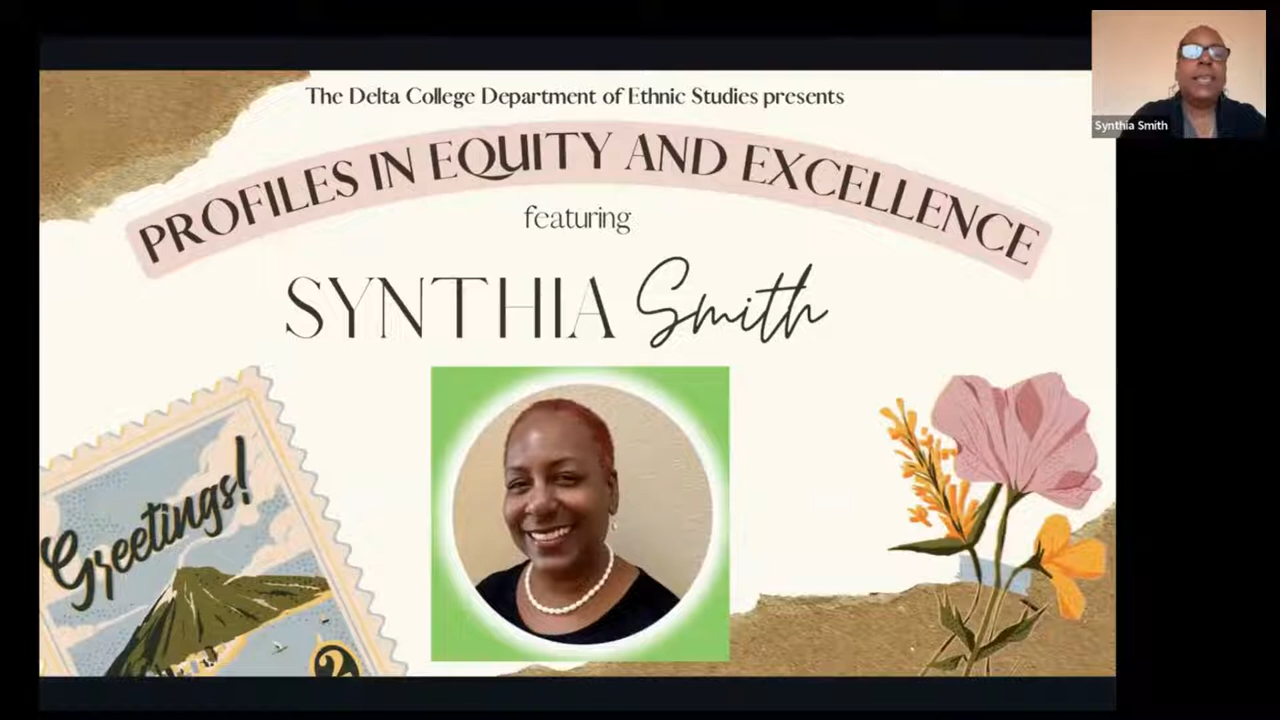 The Delta College Department of Ethnic Studies presents
PROFILES IN EQUITY AND EXCELLENCE
featuring
SYNTHIA Smith
Synthia Smith
Greetings!
2